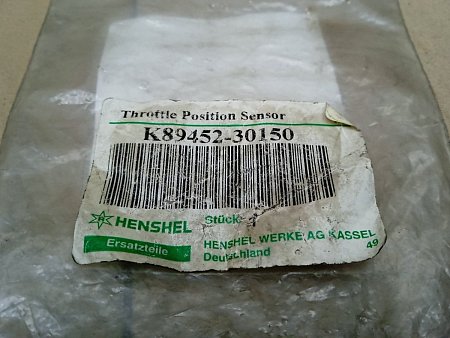 Throttle Position Sensor
K89452-30150
HENSHEL
Stück:
Ersatzteile
HENSHEL WERKE AG KASSEL
Deutschland
49